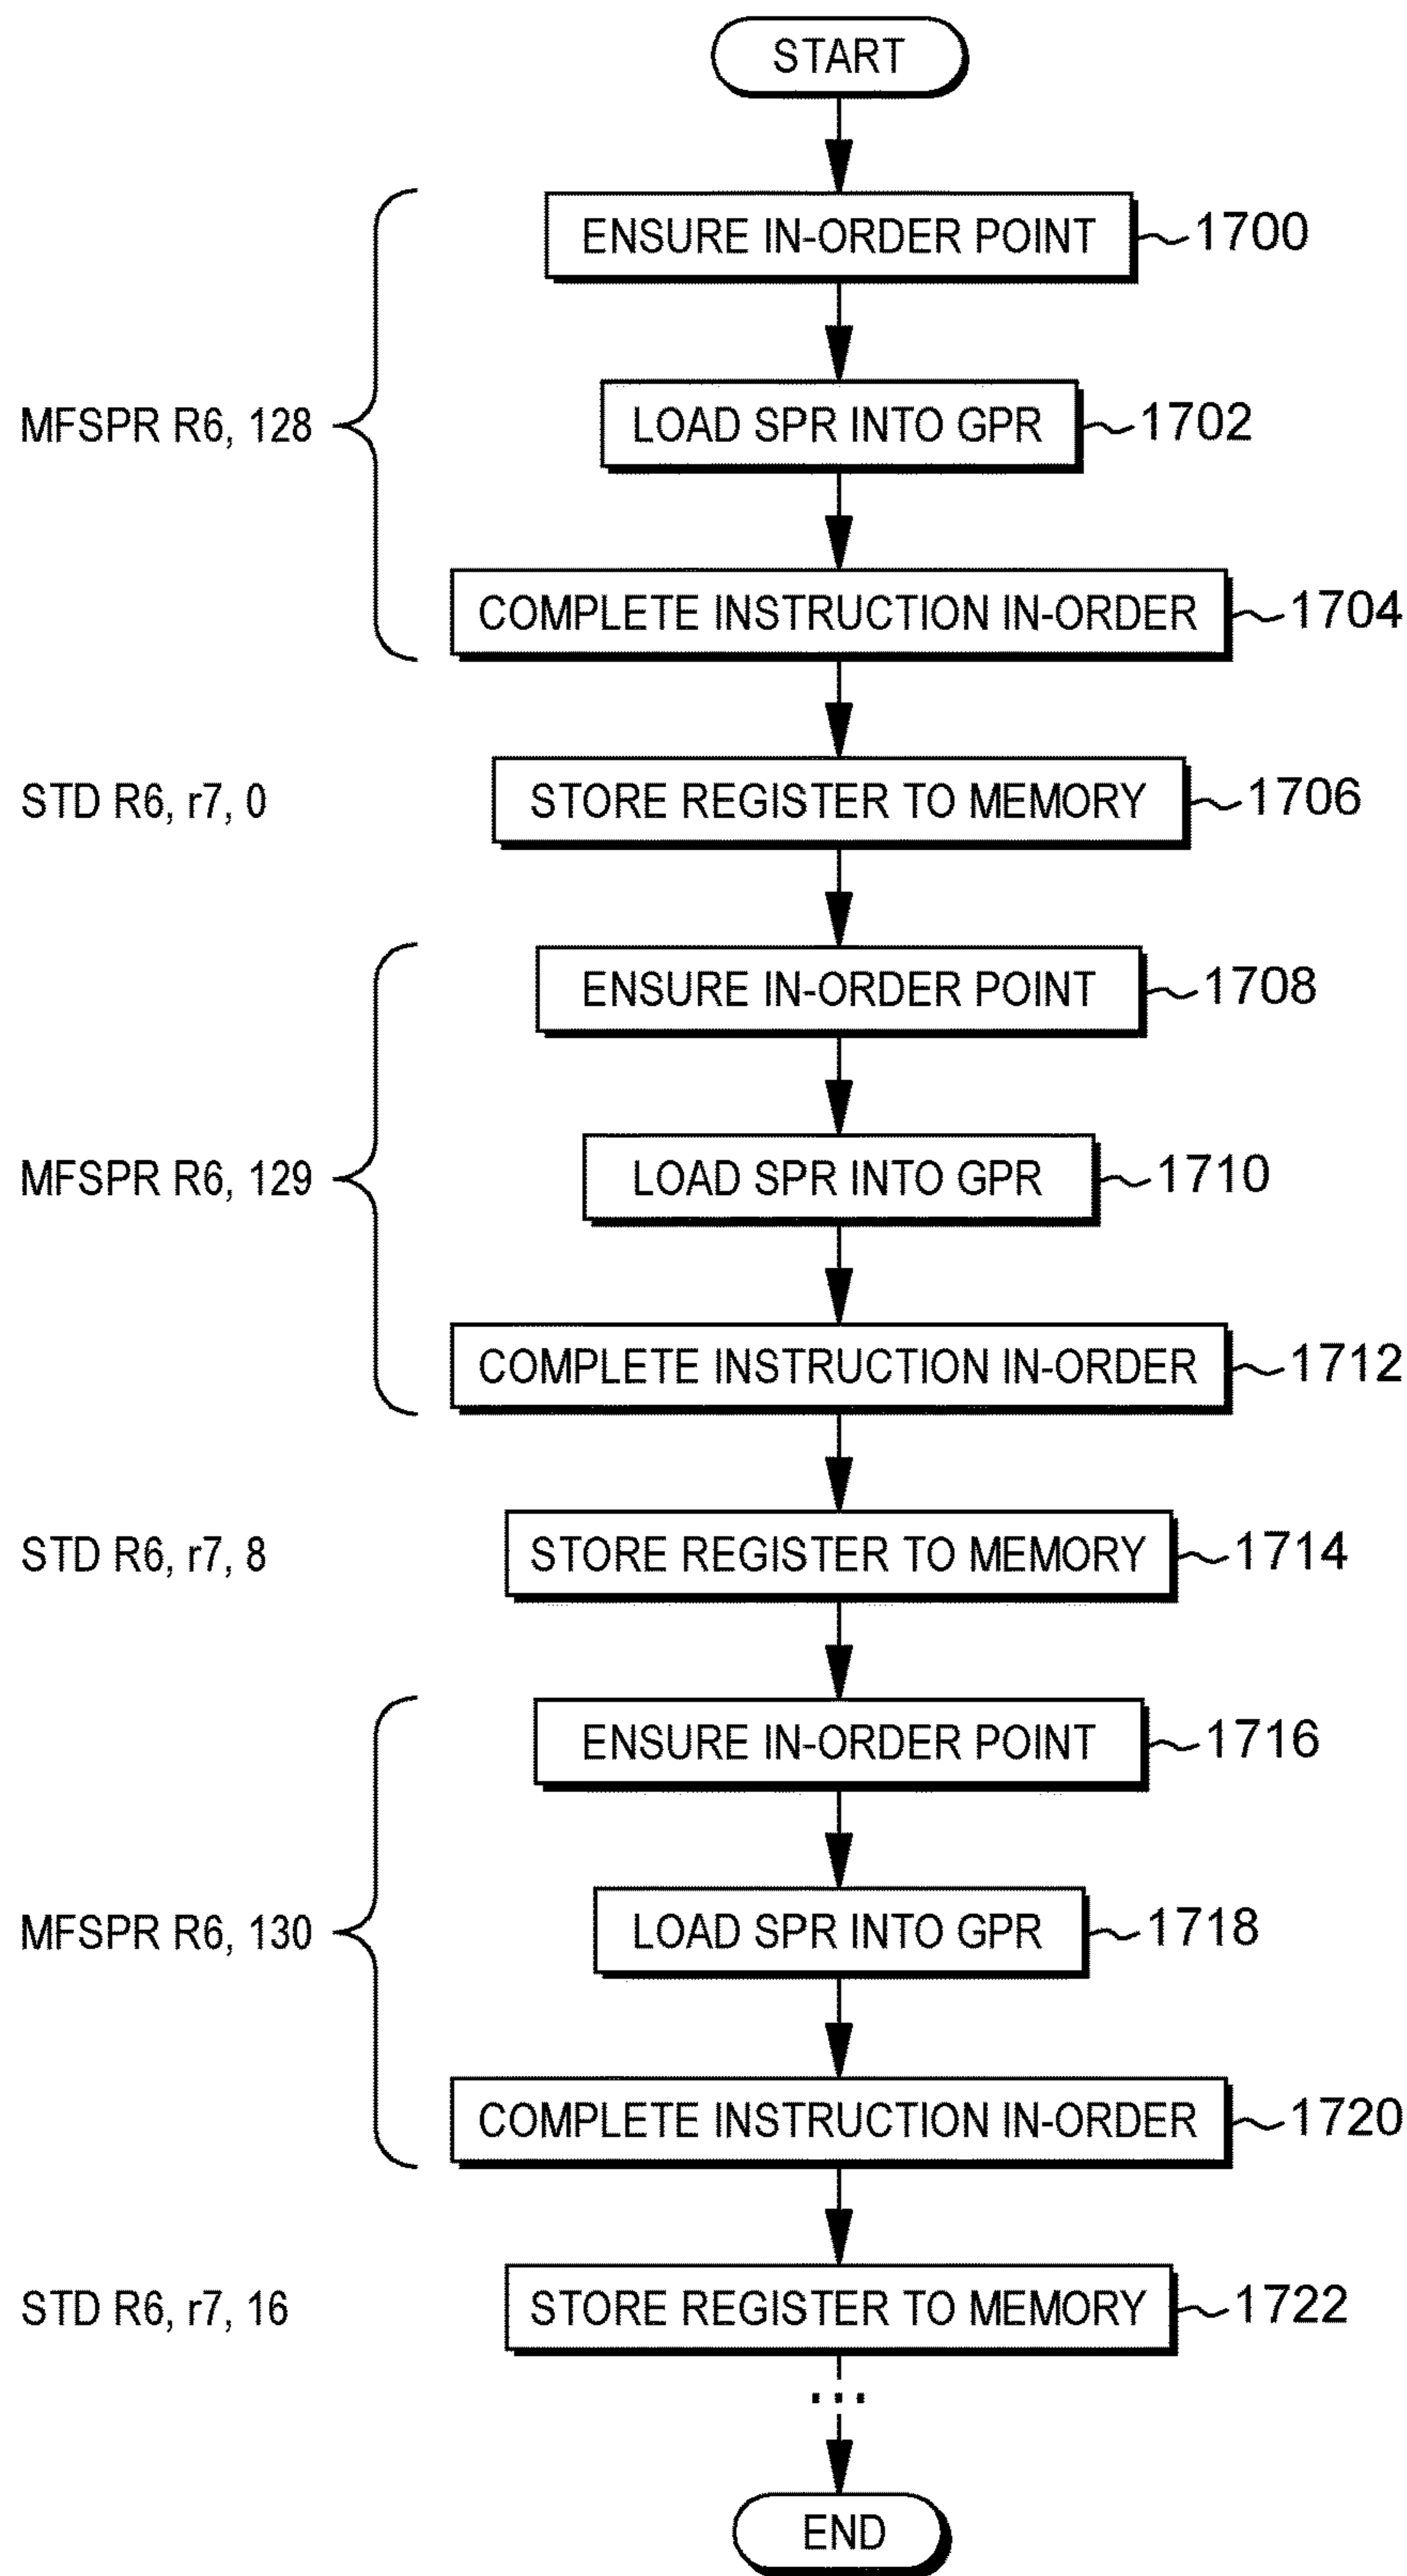 START
ENSURE IN-ORDER POINT 1700
MFSPR R6, 128 LOAD SPR INTO GPR 1702
COMPLETE INSTRUCTION IN-ORDER 1704
STD R6, r7, 0 STORE REGISTER TO MEMORY 1706
ENSURE IN-ORDER POINT 1708
MFSPR R6, 129 LOAD SPR INTO GPR 1710
COMPLETE INSTRUCTION IN-ORDER 1712
STD R6, r7, 8 STORE REGISTER TO MEMORY 1714
ENSURE IN-ORDER POINT 1716
MFSPR R6, 130 LOAD SPR INTO GPR 1718
COMPLETE INSTRUCTION IN-ORDER 1720
STD R6, r7, 16 STORE REGISTER TO MEMORY 1722
...
END